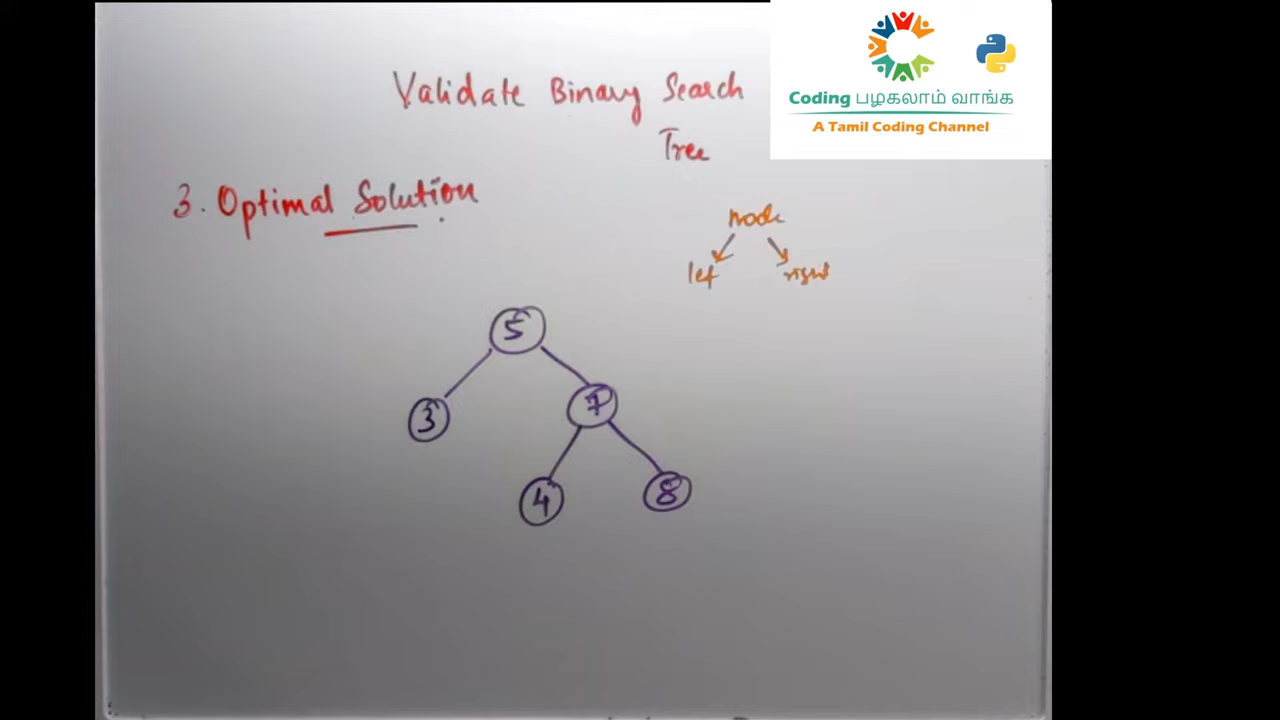 Validate Binary Search
Tree
Coding பழகலாம் வாங்க
A Tamil Coding Channel
3. Optimal Solution
Node
left
right
5
3
7
4
8